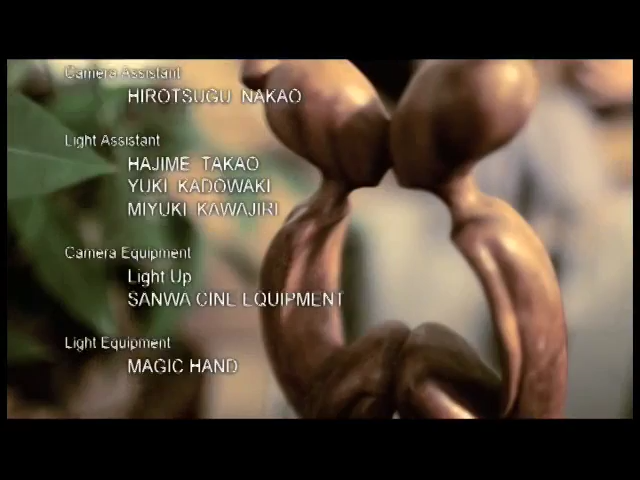 Camera Assistant
HIROTSUGU NAKAO
Light Assistant
HAJIME TAKAO
YUKI KADOWAKI
MIYUKI KAWAJIRI
Camera Equipment
Light Up
SANWA CINE EQUIPMENT
Light Equipment
MAGIC HAND